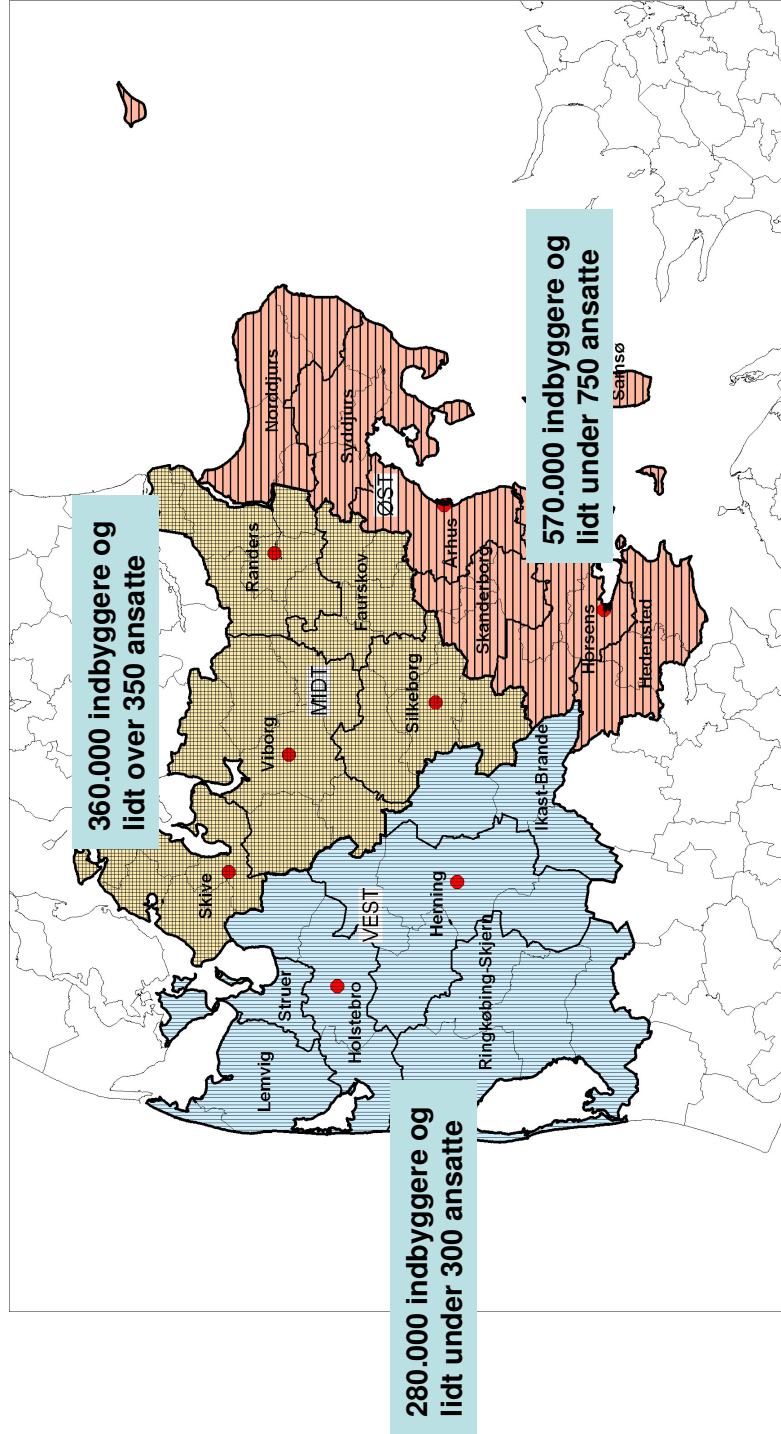 360.000 indbyggere og
lidt over 350 ansatte
280.000 indbyggere og
lidt under 300 ansatte
570.000 indbyggere og
lidt under 750 ansatte
Lemvig
Struer
Holstebro
VEST
Herning
Ringkøbing-Skjern
Ikast-Brande
Skive
Viborg
MIDT
Silkeborg
Randers
Faurskov
Norddjurs
Syddjurs
ØST
Århus
Skanderborg
Horsens
Hedensted
Samsø